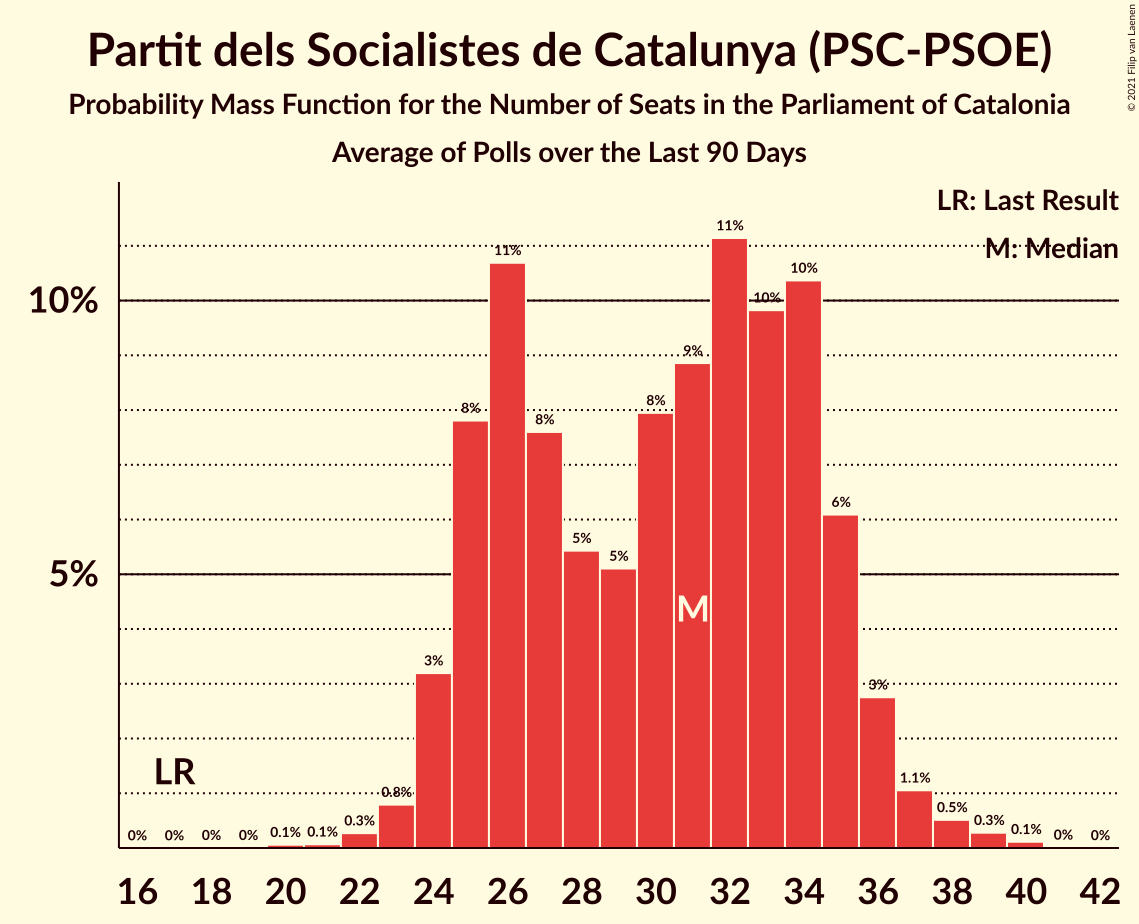 Partit dels Socialistes de Catalunya (PSC-PSOE)
Probability Mass Function for the Number of Seats in the Parliament of Catalonia
Average of Polls over the Last 90 Days
© 2021 Filip van Laenen
LR: Last Result
M: Median
10%
5%
0% 0% 0% 0% 0.1% 0.1% 0.3% 0.8% 3% 8% 11% 8% 5% 5% 8% 9% 11% 10% 10% 6% 3% 1.1% 0.5% 0.3% 0.1% 0% 0%
LR
M
16 18 20 22 24 26 28 30 32 34 36 38 40 42